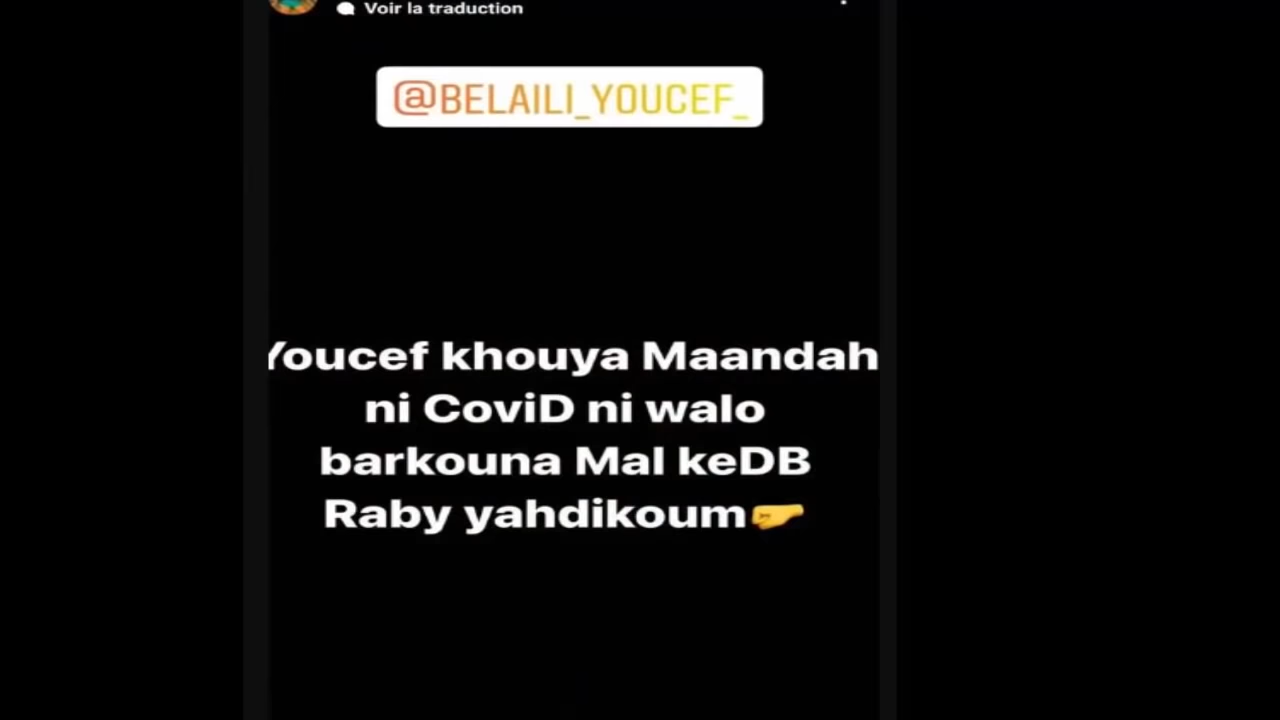 Voir la traduction
@BELAILI_YOUCEF_
Youcef khouya Maandah
ni CoviD ni walo
barkouna Mal keDB
Raby yahdikoum🤛